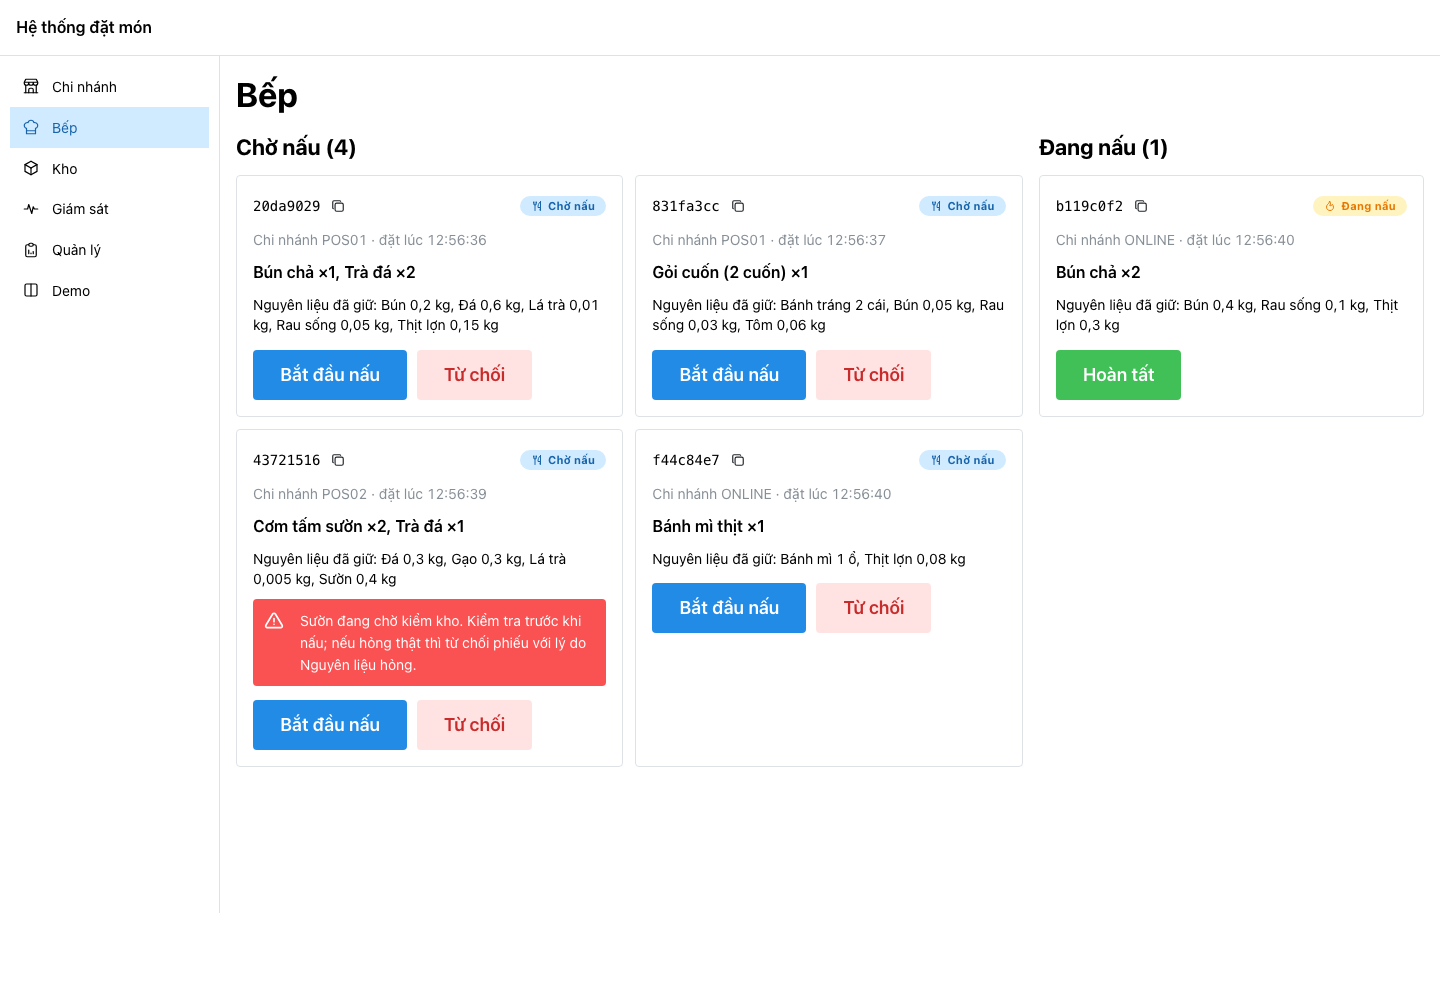 Hệ thống đặt món
Chi nhánh
Bếp
Kho
Giám sát
Quản lý
Demo
Bếp
Chờ nấu (4)
20da9029
Chờ nấu
Chi nhánh POS01 · đặt lúc 12:56:36
Bún chả ×1, Trà đá ×2
Nguyên liệu đã giữ: Bún 0,2 kg, Đá 0,6 kg, Lá trà 0,01
kg, Rau sống 0,05 kg, Thịt lợn 0,15 kg
Bắt đầu nấu
Từ chối
831fa3cc
Chờ nấu
Chi nhánh POS01 · đặt lúc 12:56:37
Gỏi cuốn (2 cuốn) ×1
Nguyên liệu đã giữ: Bánh tráng 2 cái, Bún 0,05 kg, Rau
sống 0,03 kg, Tôm 0,06 kg
Bắt đầu nấu
Từ chối
43721516
Chờ nấu
Chi nhánh POS02 · đặt lúc 12:56:39
Cơm tấm sườn ×2, Trà đá ×1
Nguyên liệu đã giữ: Đá 0,3 kg, Gạo 0,3 kg, Lá trà
0,005 kg, Sườn 0,4 kg
Sườn đang chờ kiểm kho. Kiểm tra trước khi
nấu; nếu hỏng thật thì từ chối phiếu với lý do
Nguyên liệu hỏng.
Bắt đầu nấu
Từ chối
f44c84e7
Chờ nấu
Chi nhánh ONLINE · đặt lúc 12:56:40
Bánh mì thịt ×1
Nguyên liệu đã giữ: Bánh mì 1 ổ, Thịt lợn 0,08 kg
Bắt đầu nấu
Từ chối
Đang nấu (1)
b119c0f2
Đang nấu
Chi nhánh ONLINE · đặt lúc 12:56:40
Bún chả ×2
Nguyên liệu đã giữ: Bún 0,4 kg, Rau sống 0,1 kg, Thịt
lợn 0,3 kg
Hoàn tất